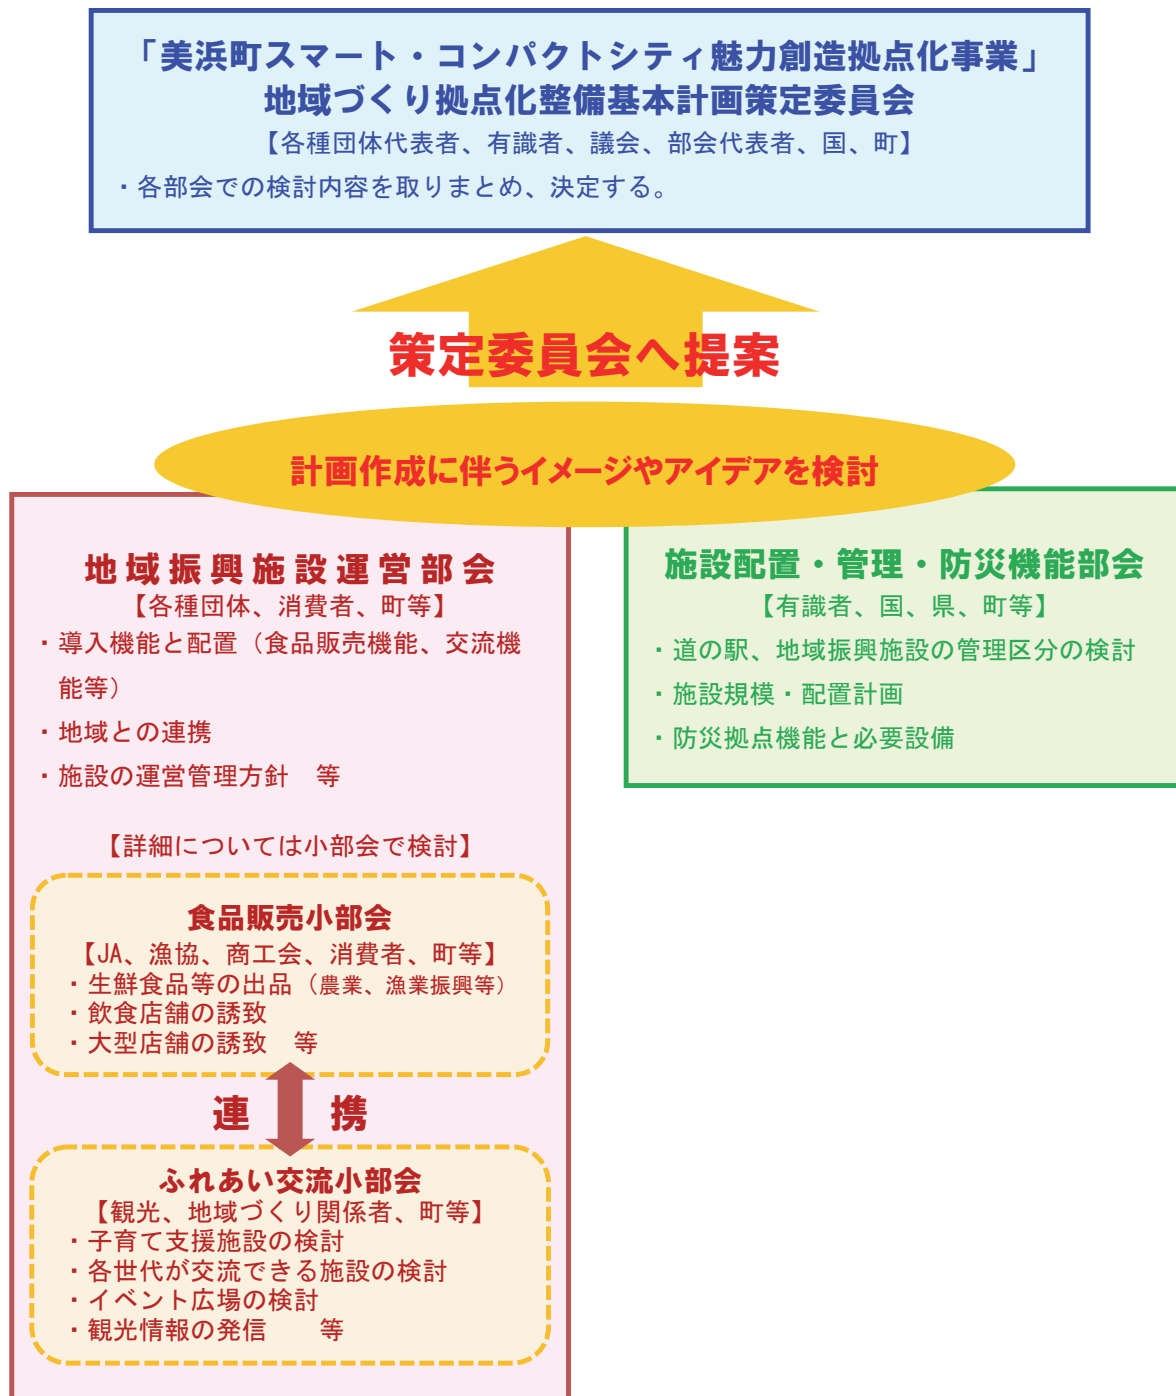 「美浜町スマート・コンパクトシティ魅力創造拠点化事業」
地域づくり拠点化整備基本計画策定委員会
【各種団体代表者、有識者、議会、部会代表者、国、町】
・各部会での検討内容を取りまとめ、決定する。
策定委員会へ提案
計画作成に伴うイメージやアイデアを検討
地域振興施設運営部会
【各種団体、消費者、町等】
・導入機能と配置（食品販売機能、交流機
能等）
・地域との連携
・施設の運営管理方針　等
【詳細については小部会で検討】
食品販売小部会
【JA、漁協、商工会、消費者、町等】
・生鮮食品等の出品（農業、漁業振興等）
・飲食店舗の誘致
・大型店舗の誘致　等
連　携
ふれあい交流小部会
【観光、地域づくり関係者、町等】
・子育て支援施設の検討
・各世代が交流できる施設の検討
・イベント広場の検討
・観光情報の発信　　等
施設配置・管理・防災機能部会
【有識者、国、県、町等】
・道の駅、地域振興施設の管理区分の検討
・施設規模・配置計画
・防災拠点機能と必要設備